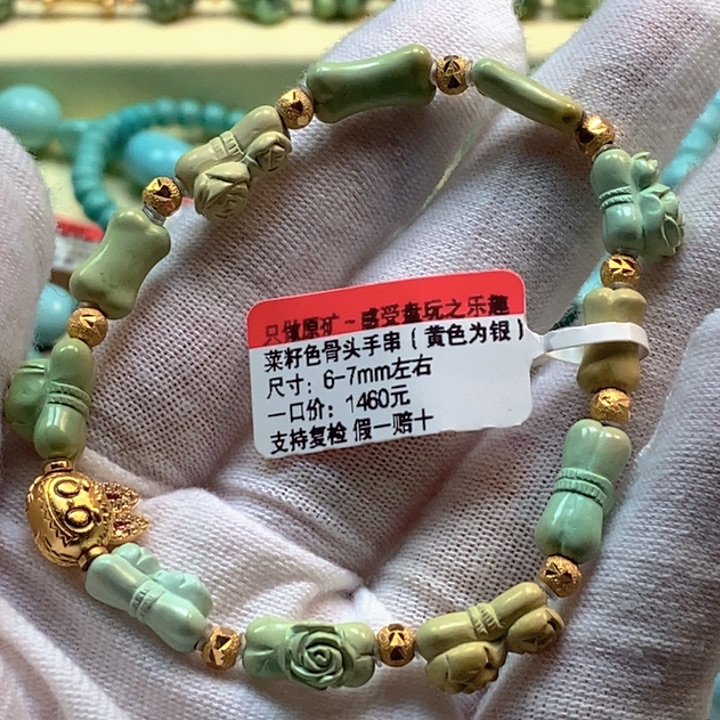 只做原矿~感受盘玩之乐趣
菜籽色骨头手串(黄色为银)
尺寸：6-7mm左右
一口价：1460元
支持复检 假一赔十